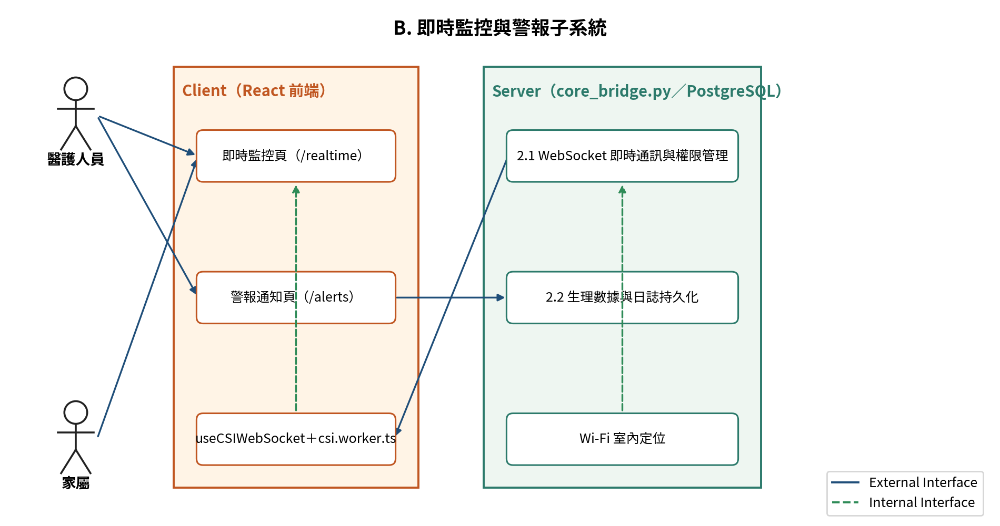 B. 即時監控與警報子系統
Client（React 前端）
Server（core_bridge.py／PostgreSQL）
醫護人員
即時監控頁（/realtime）
2.1 WebSocket 即時通訊與權限管理
警報通知頁（/alerts）
2.2 生理數據與日誌持久化
useCSIWebSocket＋csi.worker.ts
Wi-Fi 室內定位
家屬
External Interface
Internal Interface